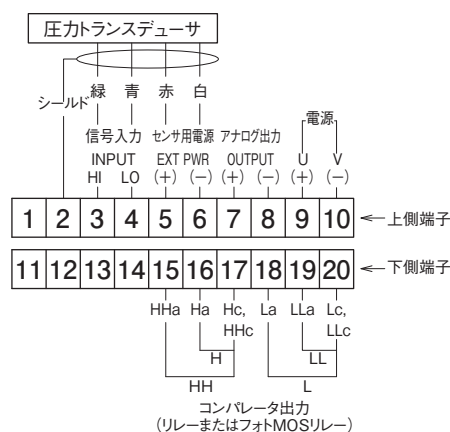 圧力トランスデューサ
シールド
緑 青 赤 白
電源
信号入力 センサ用電源 アナログ出力
INPUT EXT PWR OUTPUT U V
HI LO (+) (−) (+) (−) (+) (−)
1 2 3 4 5 6 7 8 9 10 ←上側端子
11 12 13 14 15 16 17 18 19 20 ←下側端子
HHa Ha Hc, La LLa Lc,
HHc LLc
H LL
HH L
コンパレータ出力
(リレーまたはフォトMOSリレー)